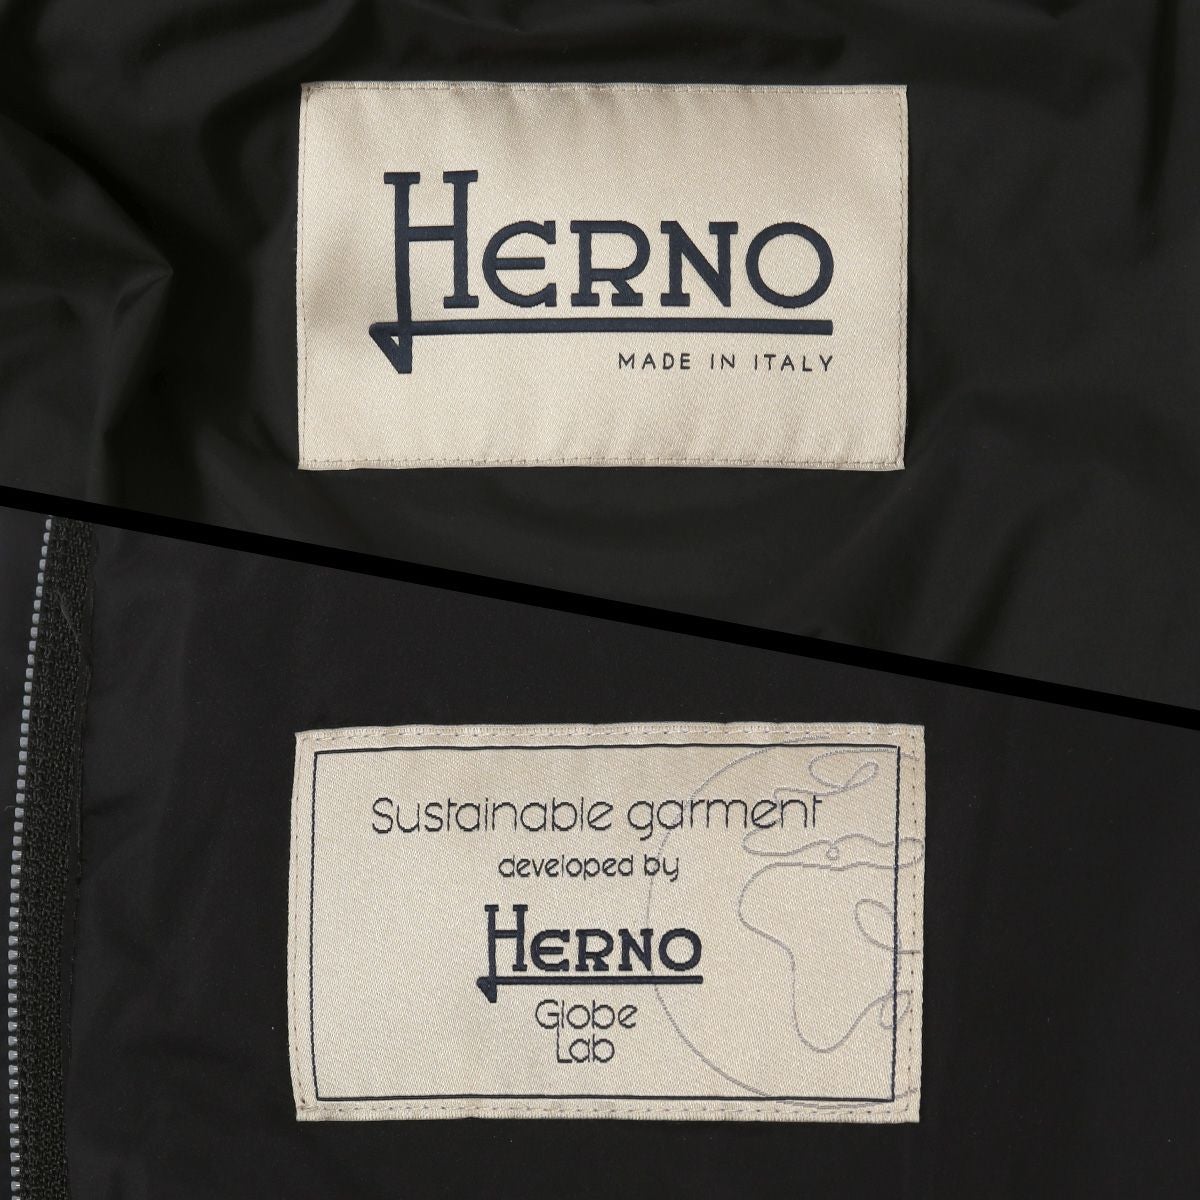 HERNO
MADE IN ITALY
Sustainable garment
developed by
HERNO
Globe
Lab